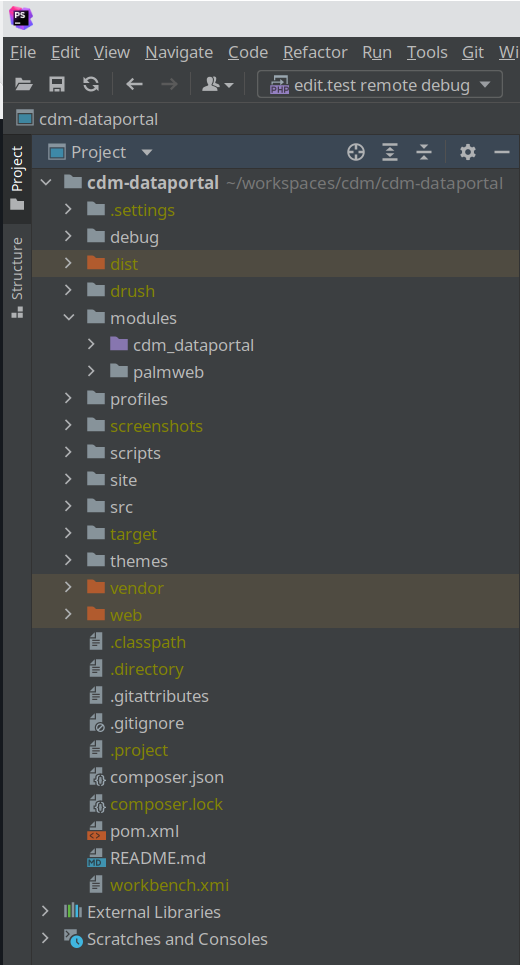 PS
File Edit View Navigate Code Refactor Run Tools Git Wi
PHP edit.test remote debug
cdm-dataportal
Project
Structure
Project
cdm-dataportal ~/workspaces/cdm/cdm-dataportal
.settings
debug
dist
drush
modules
cdm_dataportal
palmweb
profiles
screenshots
scripts
site
src
target
themes
vendor
web
.classpath
.directory
.gitattributes
.gitignore
.project
composer.json
composer.lock
pom.xml
MD README.md
workbench.xmi
External Libraries
Scratches and Consoles